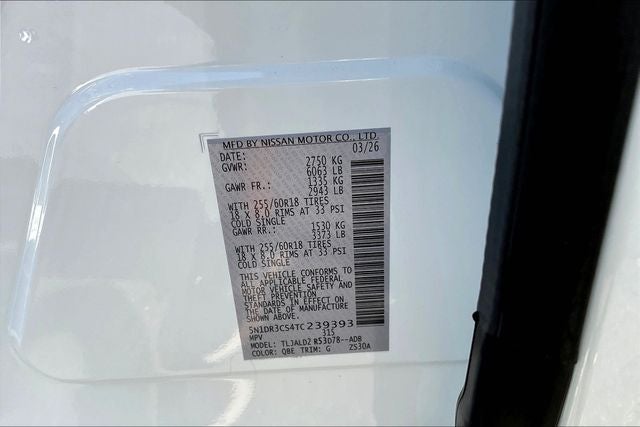 MFD BY NISSAN MOTOR CO., LTD.
DATE: 03/26
GVWR: 2750 KG
6063 LB
GAWR FR.: 1335 KG
2943 LB
WITH 255/60R18 TIRES
18 X 8.0 RIMS AT 33 PSI
COLD SINGLE
GAWR RR.: 1530 KG
3373 LB
WITH 255/60R18 TIRES
18 X 8.0 RIMS AT 33 PSI
COLD SINGLE
THIS VEHICLE CONFORMS TO
ALL APPLICABLE FEDERAL
MOTOR VEHICLE SAFETY AND
THEFT PREVENTION
STANDARDS IN EFFECT ON
THE DATE OF MANUFACTURE
SHOWN ABOVE.
5N1DR3CS4TC239393
MPV 315
MODEL: TLJALDZ R53D78--ADB
COLOR: QBE TRIM: G ZS30A